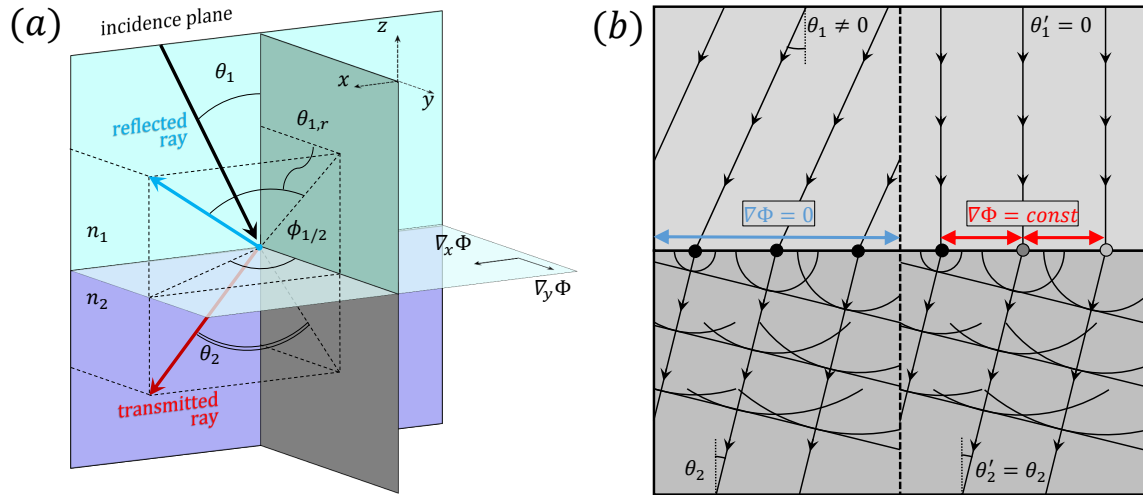 (a)
incidence plane
z
x
y
θ₁
θ₁,ᵣ
reflected
ray
ϕ₁/₂
n₁
∇ₓΦ
∇ᵧΦ
n₂
θ₂
transmitted
ray
(b)
θ₁ ≠ 0
θ′₁ = 0
∇Φ = 0
∇Φ = const
θ₂
θ′₂ = θ₂